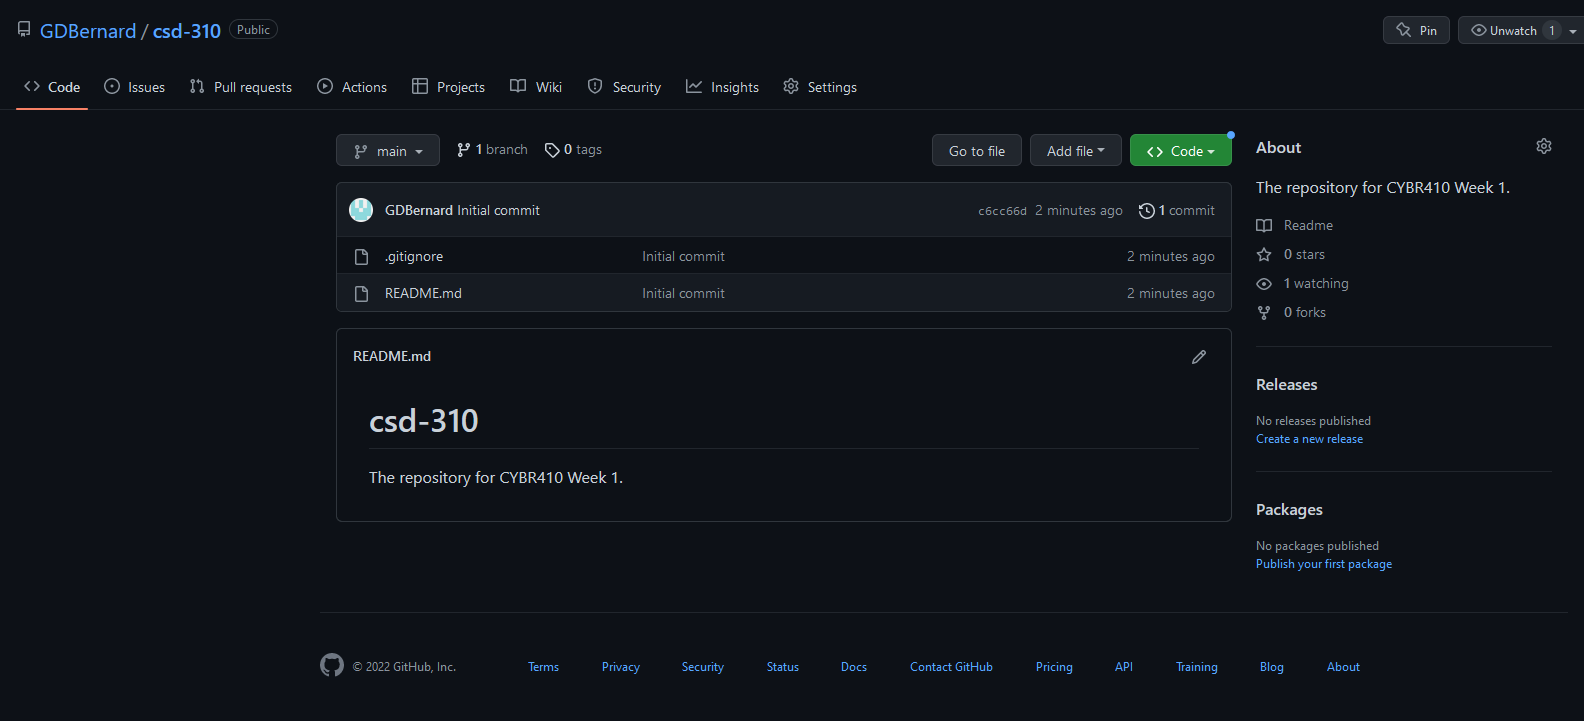 GDBernard / csd-310 Public
Pin
Unwatch 1
Code Issues Pull requests Actions Projects Wiki Security Insights Settings
main 1 branch 0 tags Go to file Add file Code
GDBernard Initial commit c6cc66d 2 minutes ago 1 commit
.gitignore Initial commit 2 minutes ago
README.md Initial commit 2 minutes ago
README.md
csd-310
The repository for CYBR410 Week 1.
About
The repository for CYBR410 Week 1.
Readme
0 stars
1 watching
0 forks
Releases
No releases published
Create a new release
Packages
No packages published
Publish your first package
© 2022 GitHub, Inc. Terms Privacy Security Status Docs Contact GitHub Pricing API Training Blog About